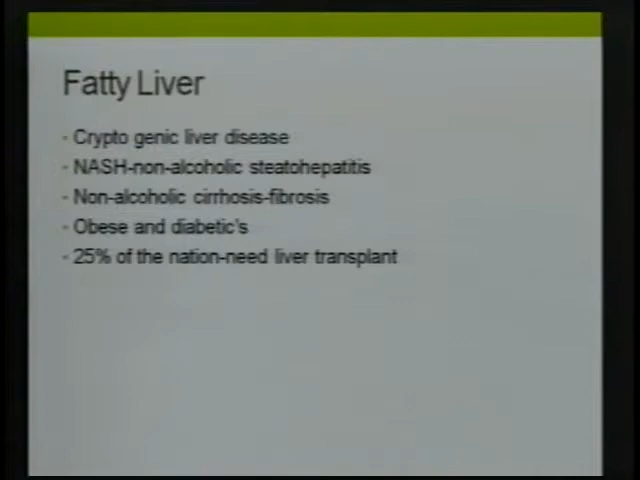 Fatty Liver
- Crypto genic liver disease
- NASH-non-alcoholic steatohepatitis
- Non-alcoholic cirrhosis-fibrosis
- Obese and diabetic's
- 25% of the nation-need liver transplant